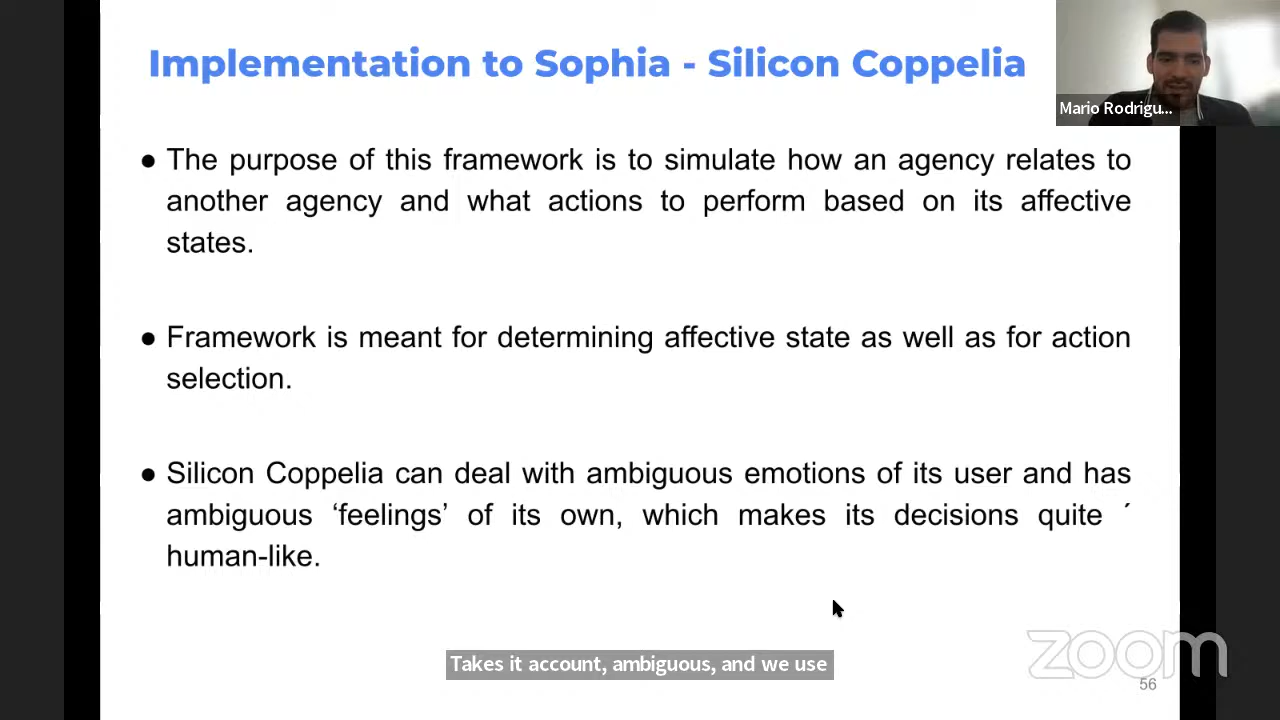 Implementation to Sophia - Silicon Coppelia
Mario Rodrigu...
● The purpose of this framework is to simulate how an agency relates to
another agency and what actions to perform based on its affective
states.
● Framework is meant for determining affective state as well as for action
selection.
● Silicon Coppelia can deal with ambiguous emotions of its user and has
ambiguous ‘feelings’ of its own, which makes its decisions quite ´
human-like.
Takes it account, ambiguous, and we use
zoom
56